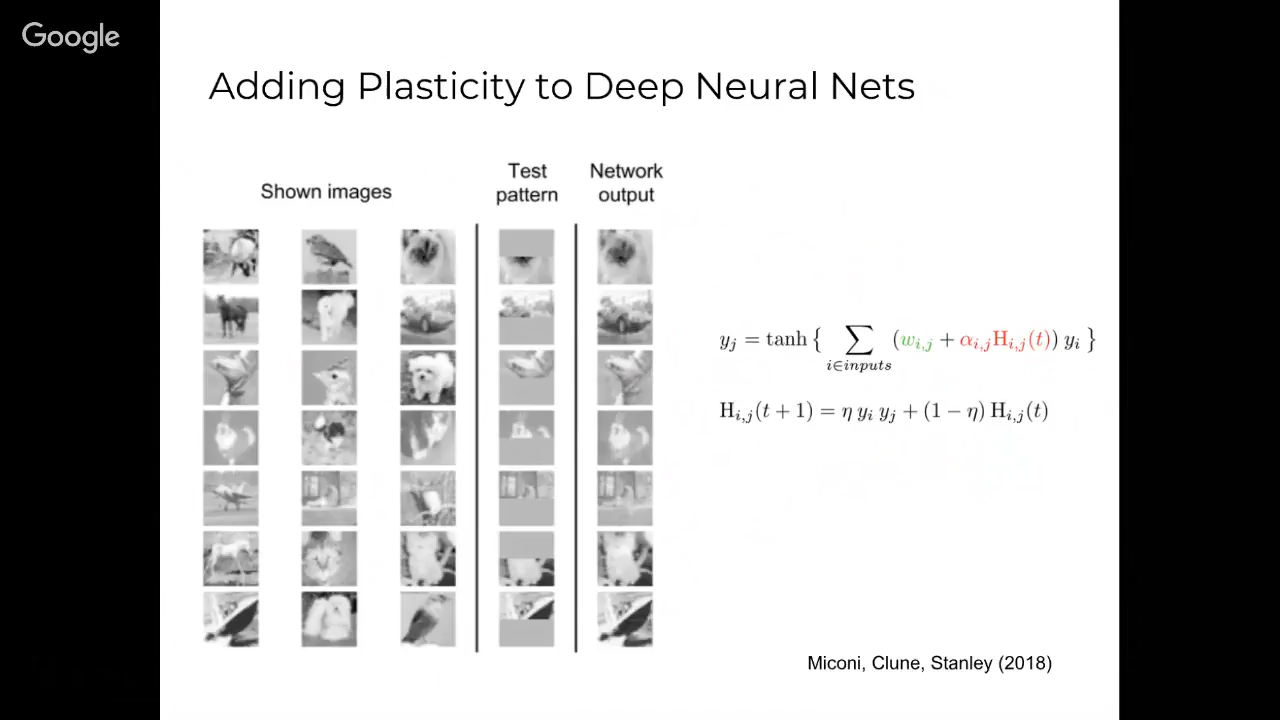 Google
Adding Plasticity to Deep Neural Nets
Shown images
Test
pattern
Network
output
y_j = tanh { ∑_{i∈inputs} (w_{i,j} + α_{i,j}H_{i,j}(t)) y_i }
H_{i,j}(t + 1) = η y_i y_j + (1 − η) H_{i,j}(t)
Miconi, Clune, Stanley (2018)